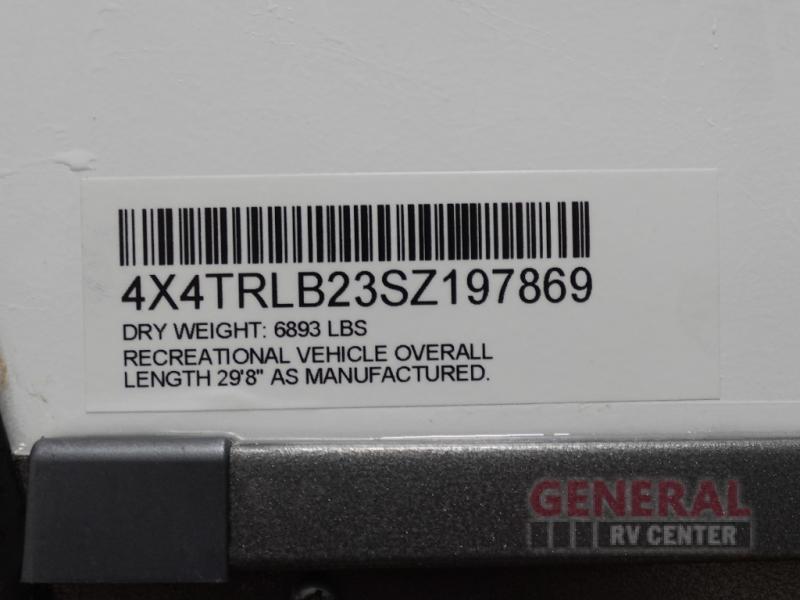 4X4TRLB23SZ197869
DRY WEIGHT: 6893 LBS
RECREATIONAL VEHICLE OVERALL
LENGTH 29'8" AS MANUFACTURED.
GENERAL
RV CENTER